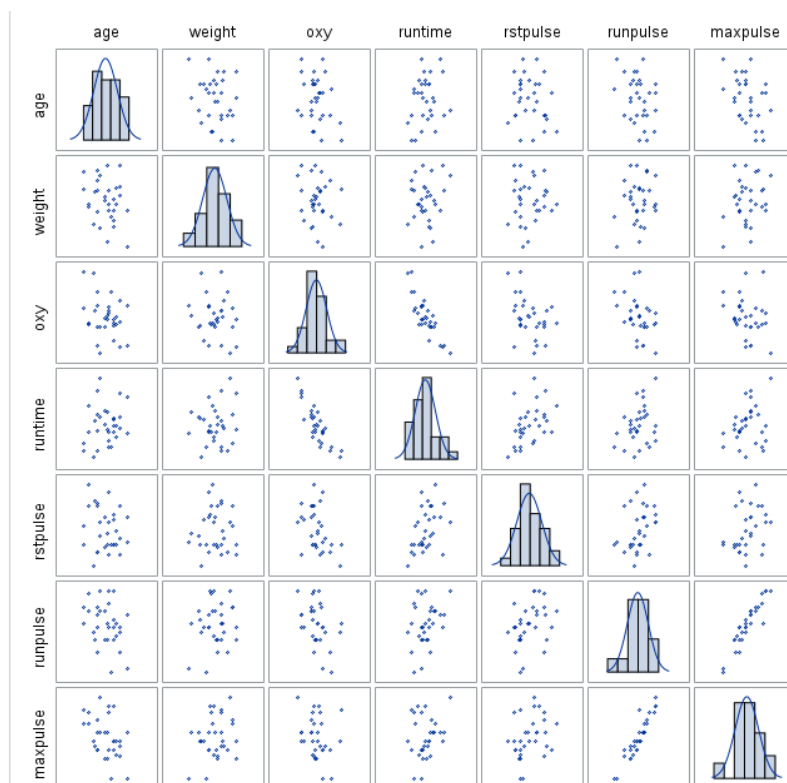 age weight oxy runtime rstpulse runpulse maxpulse
age
weight
oxy
runtime
rstpulse
runpulse
maxpulse